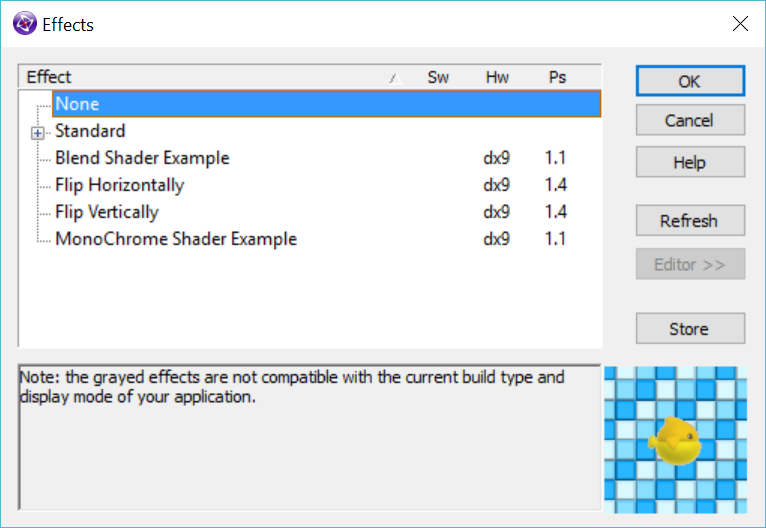 Effects
Effect Sw Hw Ps
None
Standard
Blend Shader Example dx9 1.1
Flip Horizontally dx9 1.4
Flip Vertically dx9 1.4
MonoChrome Shader Example dx9 1.1
OK
Cancel
Help
Refresh
Editor >>
Store
Note: the grayed effects are not compatible with the current build type and
display mode of your application.